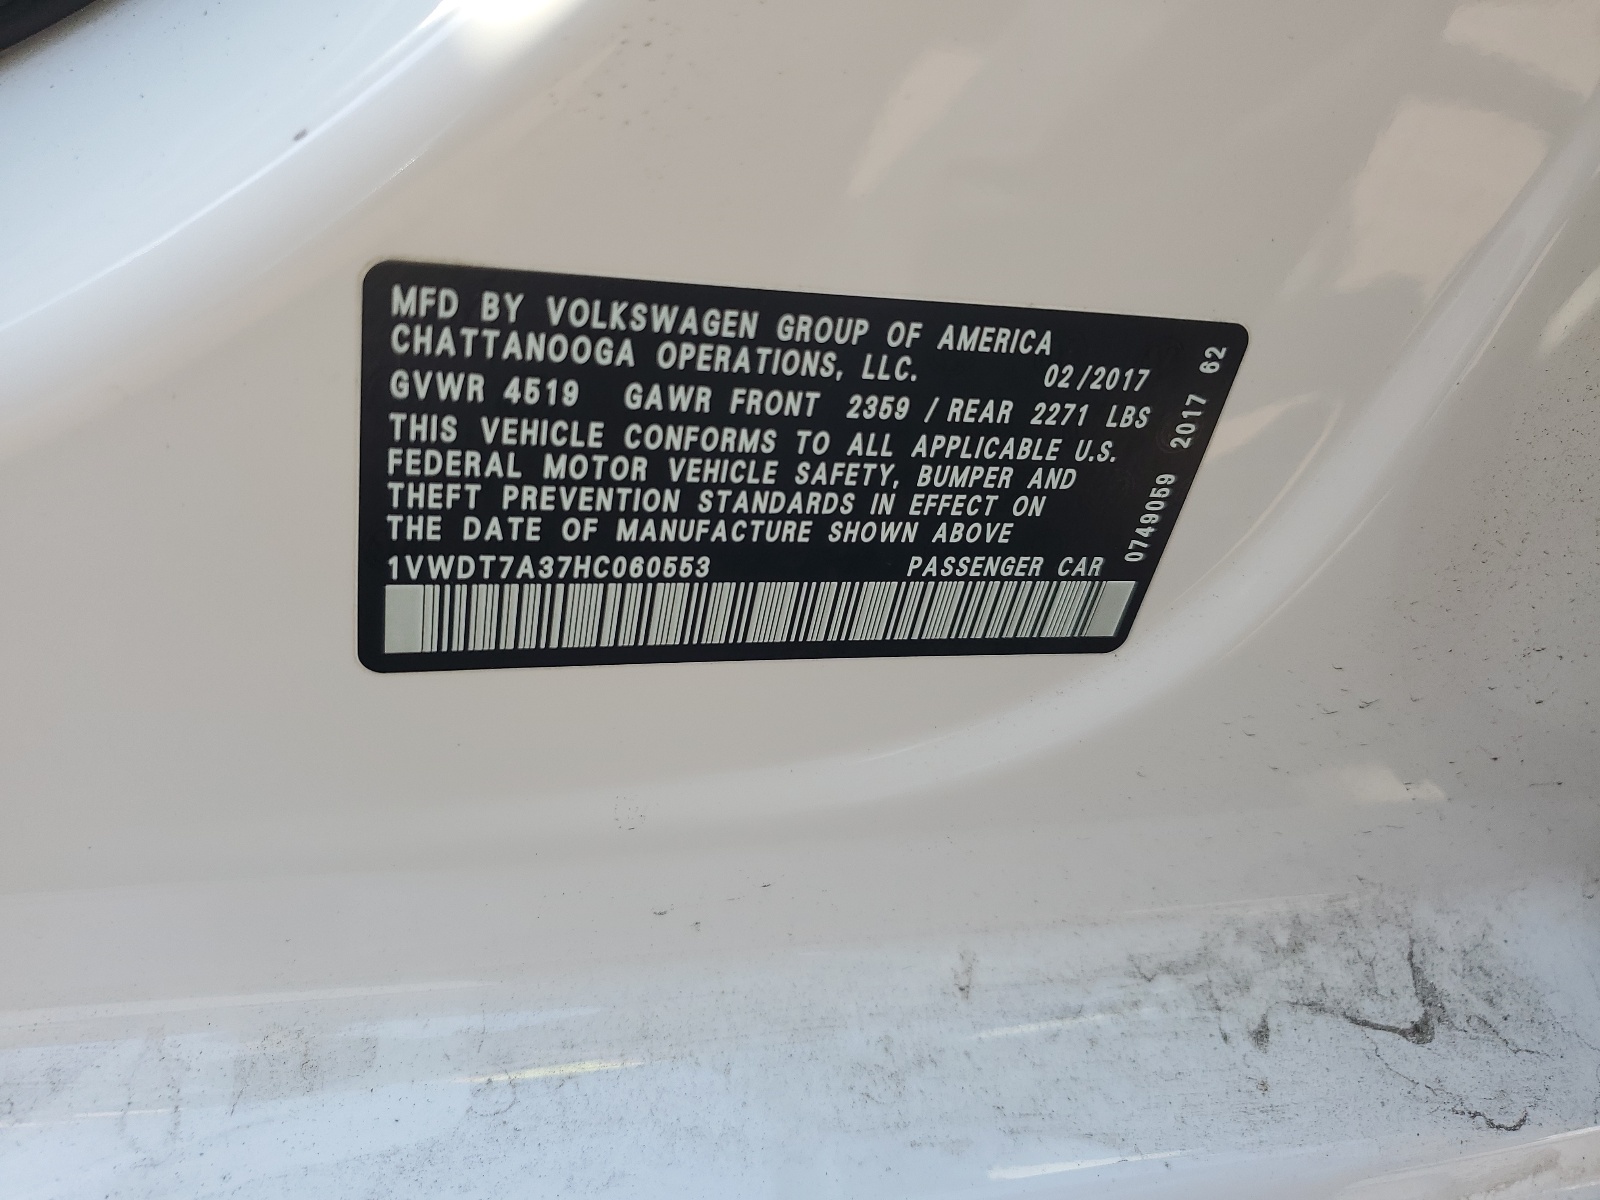 MFD BY VOLKSWAGEN GROUP OF AMERICA
CHATTANOOGA OPERATIONS, LLC. 02/2017
GVWR 4519 GAWR FRONT 2359 / REAR 2271 LBS
THIS VEHICLE CONFORMS TO ALL APPLICABLE U.S.
FEDERAL MOTOR VEHICLE SAFETY, BUMPER AND
THEFT PREVENTION STANDARDS IN EFFECT ON
THE DATE OF MANUFACTURE SHOWN ABOVE
1VWDT7A37HC060553 PASSENGER CAR
0749059 2017 62